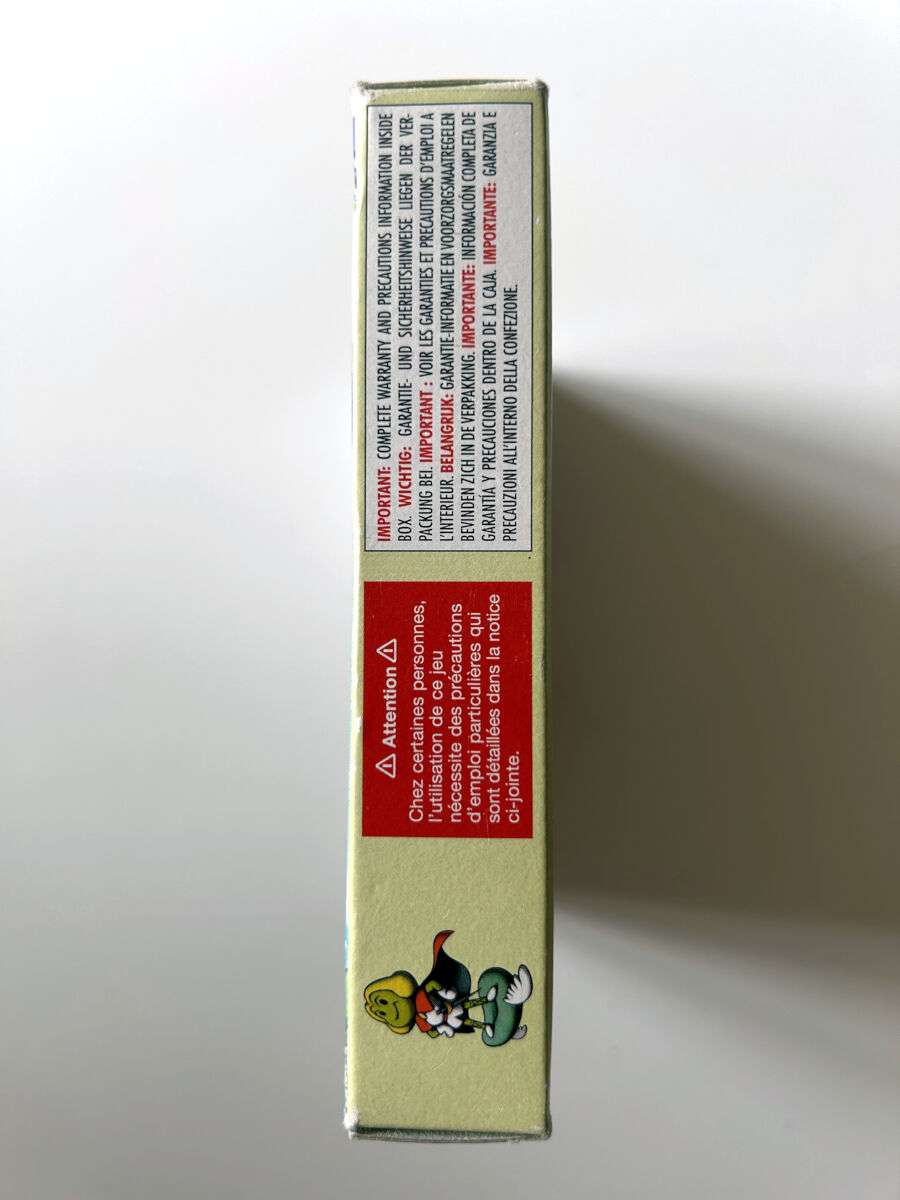 IMPORTANT: COMPLETE WARRANTY AND PRECAUTIONS INFORMATION INSIDE
BOX. WICHTIG: GARANTIE- UND SICHERHEITSHINWEISE LIEGEN DER VER-
PACKUNG BEI. IMPORTANT : VOIR LES GARANTIES ET PRECAUTIONS D'EMPLOI A
L'INTERIEUR. BELANGRIJK: GARANTIE-INFORMATIE EN VOORZORGSMAATREGELEN
BEVINDEN ZICH IN DE VERPAKKING. IMPORTANTE: INFORMACIÓN COMPLETA DE
GARANTÍA Y PRECAUCIONES DENTRO DE LA CAJA. IMPORTANTE: GARANZIA E
PRECAUZIONI ALL'INTERNO DELLA CONFEZIONE.
Attention
Chez certaines personnes,
l'utilisation de ce jeu
nécessite des précautions
d'emploi particulières qui
sont détaillées dans la notice
ci-jointe.